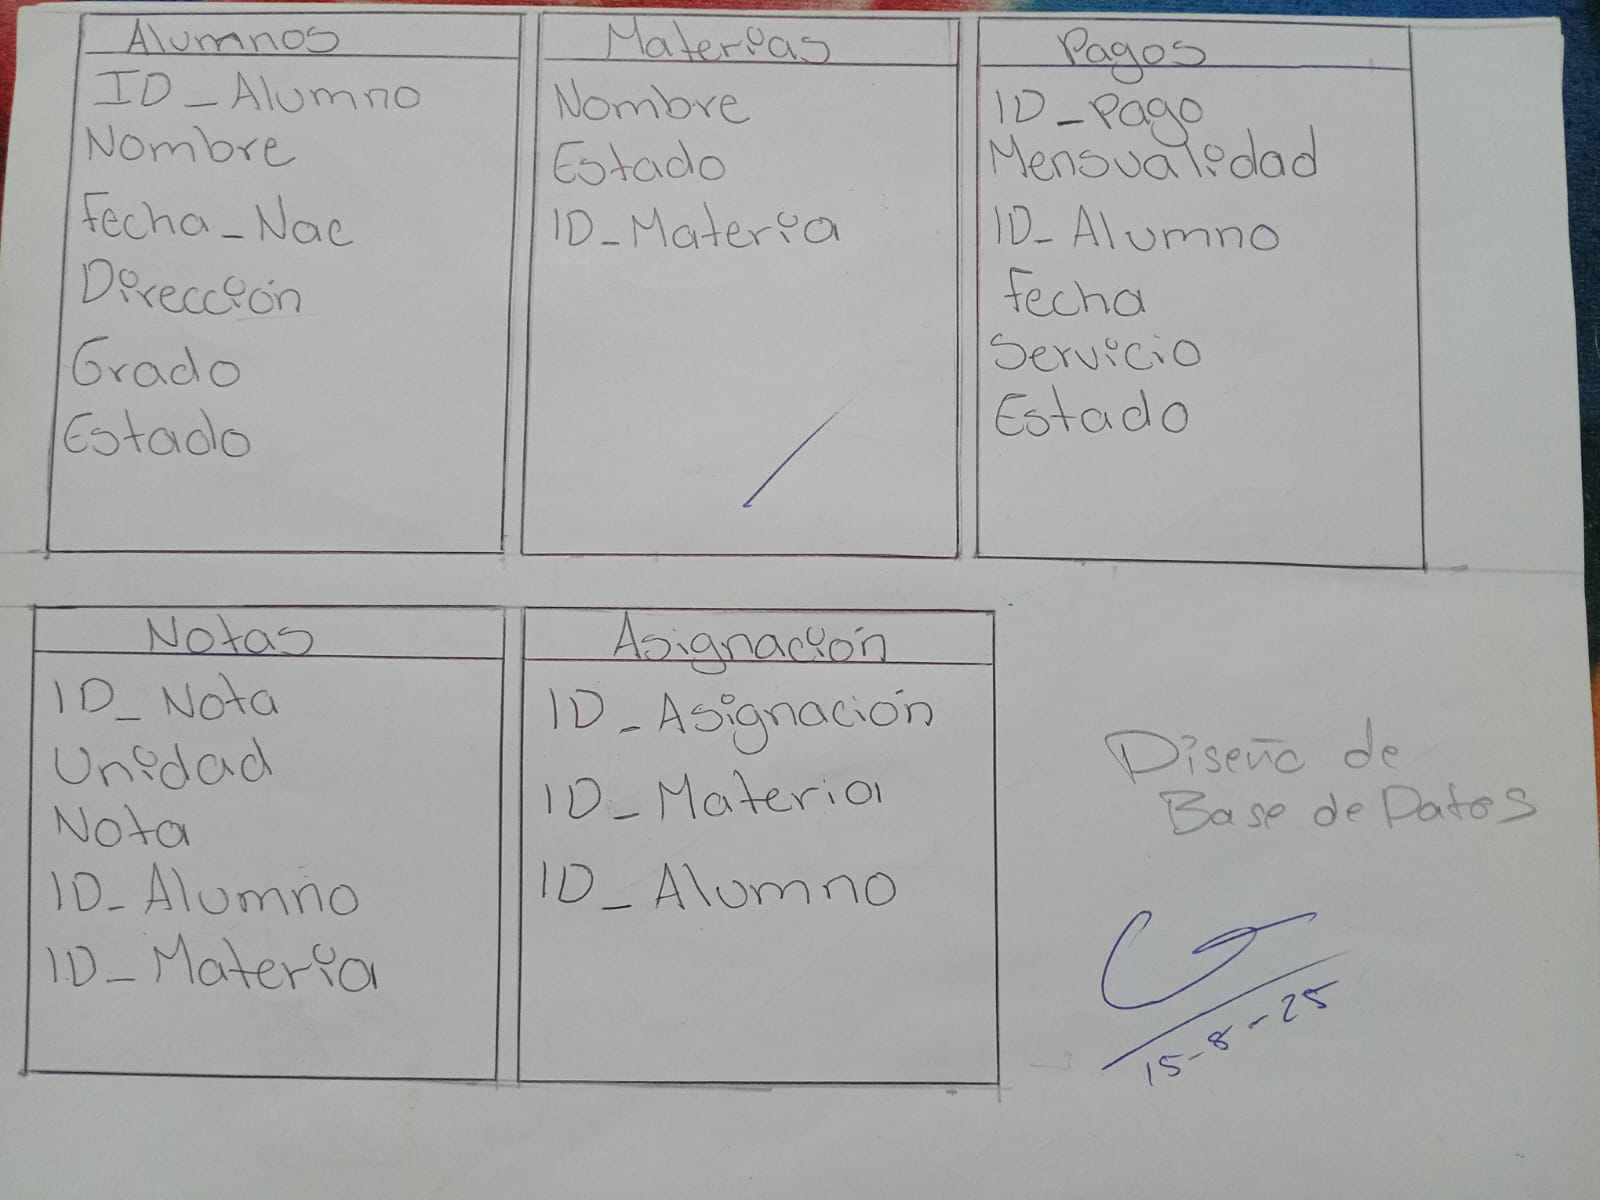 Alumnos
ID_Alumno
Nombre
Fecha_Nac
Dirección
Grado
Estado
Materias
Nombre
Estado
ID_Materia
Pagos
ID_Pago
Mensualidad
ID_Alumno
Fecha
Servicio
Estado
Notas
ID_Nota
Unidad
Nota
ID_Alumno
ID_Materia
Asignación
ID_Asignación
ID_Materia
ID_Alumno
Diseño de
Base de Datos
15-8-25